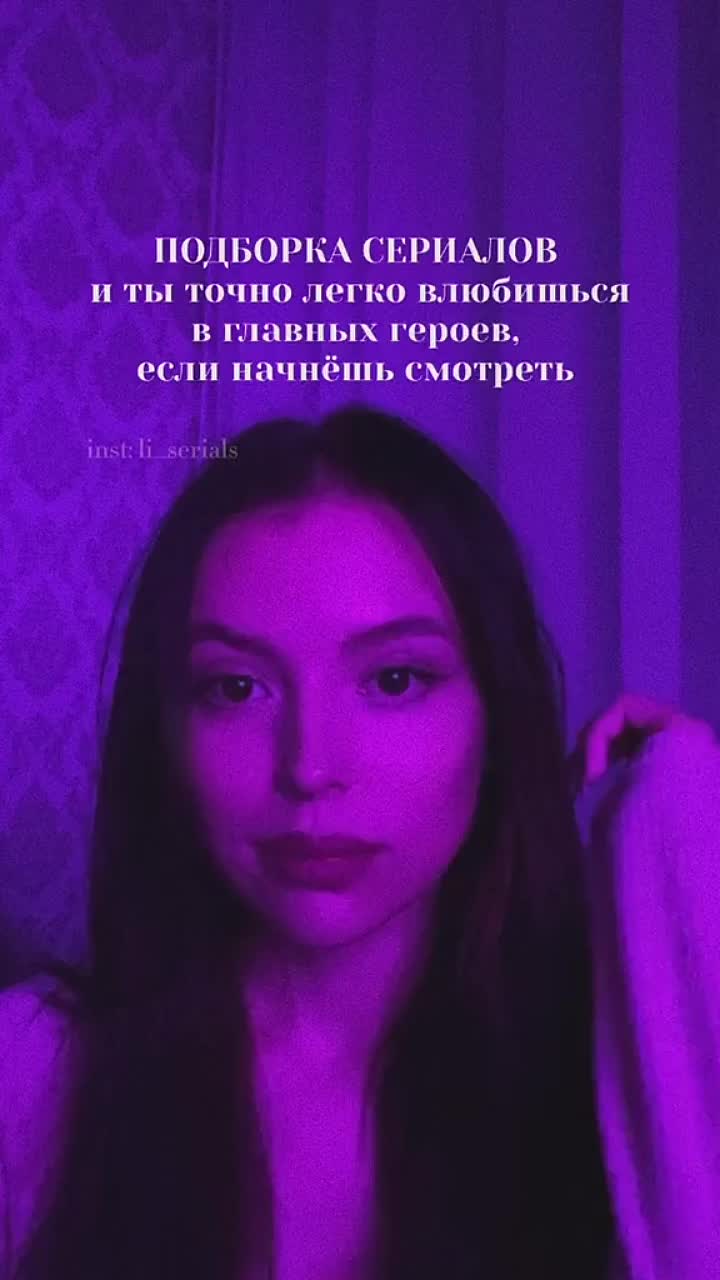 ПОДБОРКА СЕРИАЛОВ
и ты точно легко влюбишься
в главных героев,
если начнёшь смотреть
inst: li_serials